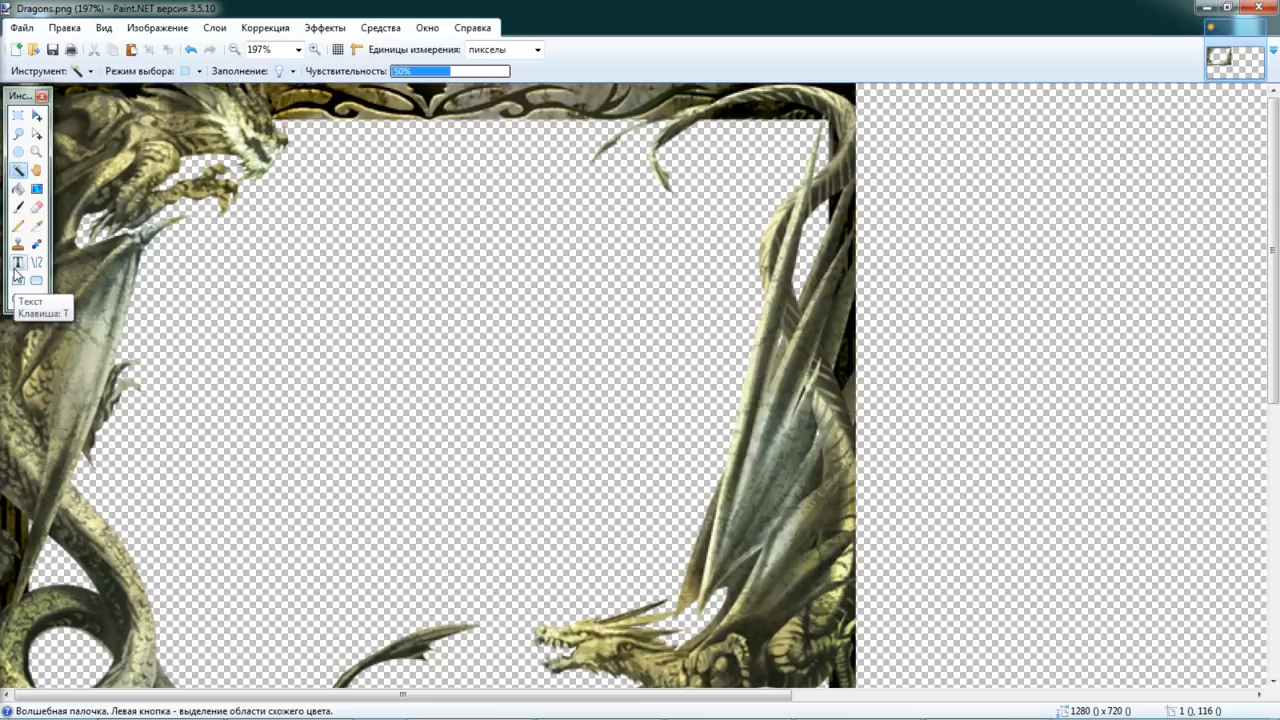 Dragons.png (197%) - Paint.NET версия 3.5.10
Файл Правка Вид Изображение Слои Коррекция Эффекты Средства Окно Справка
197% Единицы измерения: пикселы
Инструмент: Режим выбора: Заполнение: Чувствительность: 50%
Инс...
Текст
Клавиша: T
Волшебная палочка. Левая кнопка - выделение области схожего цвета.
1280 () x 720 () 1 (), 116 ()